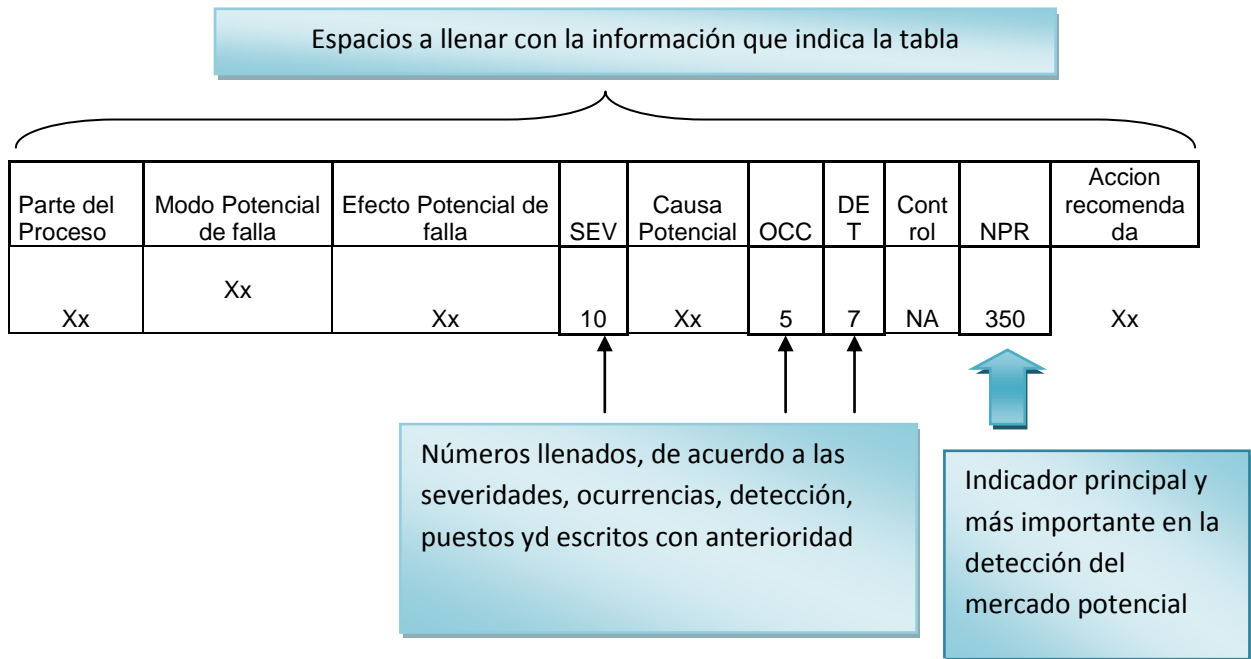 Espacios a llenar con la información que indica la tabla
Parte del
Proceso
Modo Potencial
de falla
Efecto Potencial de
falla
SEV
Causa
Potencial
OCC
DE
T
Cont
rol
NPR
Accion
recomenda
da
Xx
Xx
Xx
10
Xx
5
7
NA
350
Xx
Números llenados, de acuerdo a las
severidades, ocurrencias, detección,
puestos yd escritos con anterioridad
Indicador principal y
más importante en la
detección del
mercado potencial